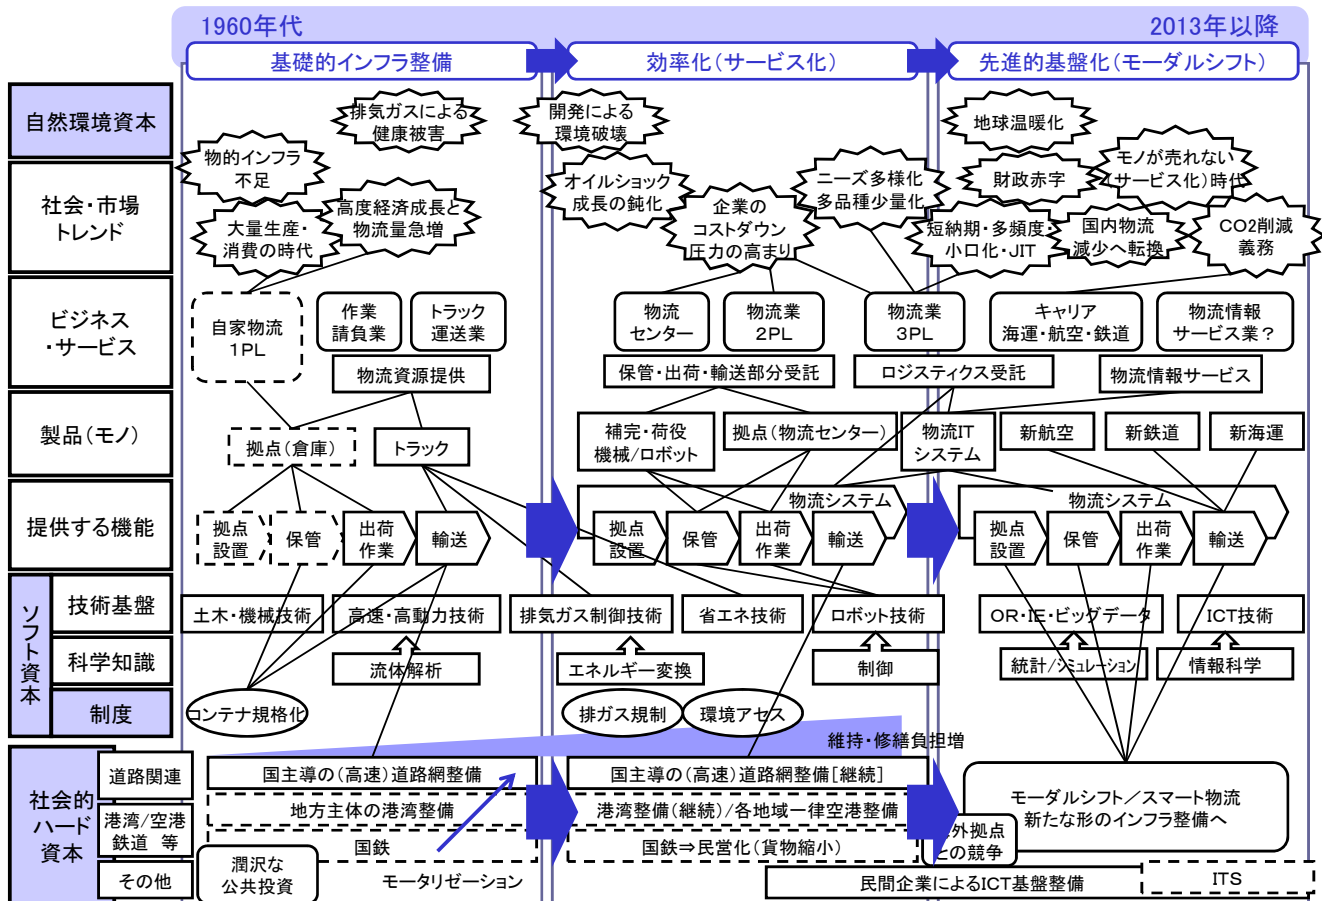 1960年代
2013年以降
基礎的インフラ整備
効率化(サービス化)
先進的基盤化(モーダルシフト)
自然環境資本
排気ガスによる
健康被害
開発による
環境破壊
地球温暖化
社会・市場
トレンド
物的インフラ
不足
大量生産・
消費の時代
高度経済成長と
物流量急増
オイルショック
成長の鈍化
企業の
コストダウン
圧力の高まり
ニーズ多様化
多品種少量化
財政赤字
モノが売れない
(サービス化)時代
短納期・多頻度・
小口化・JIT
国内物流
減少へ転換
CO2削減
義務
ビジネス
・サービス
自家物流
1PL
作業
請負業
トラック
運送業
物流
センター
物流業
2PL
物流業
3PL
キャリア
海運・航空・鉄道
物流情報
サービス業?
物流資源提供
保管・出荷・輸送部分受託
ロジスティクス受託
物流情報サービス
製品(モノ)
拠点(倉庫)
トラック
補完・荷役
機械/ロボット
拠点(物流センター)
物流IT
システム
新航空
新鉄道
新海運
提供する機能
拠点
設置
保管
出荷
作業
輸送
物流システム
拠点
設置
保管
出荷
作業
輸送
物流システム
拠点
設置
保管
出荷
作業
輸送
ソフト資本
技術基盤
土木・機械技術
高速・高動力技術
排気ガス制御技術
省エネ技術
ロボット技術
OR・IE・ビッグデータ
ICT技術
科学知識
流体解析
エネルギー変換
制御
統計/シミュレーション
情報科学
制度
コンテナ規格化
排ガス規制
環境アセス
維持・修繕負担増
社会的
ハード
資本
道路関連
国主導の(高速)道路網整備
国主導の(高速)道路網整備[継続]
港湾/空港
鉄道 等
地方主体の港湾整備
港湾整備(継続)/各地域一律空港整備
モーダルシフト/スマート物流
新たな形のインフラ整備へ
国鉄
国鉄⇒民営化(貨物縮小)
外拠点
との競争
その他
潤沢な
公共投資
モータリゼーション
民間企業によるICT基盤整備
ITS